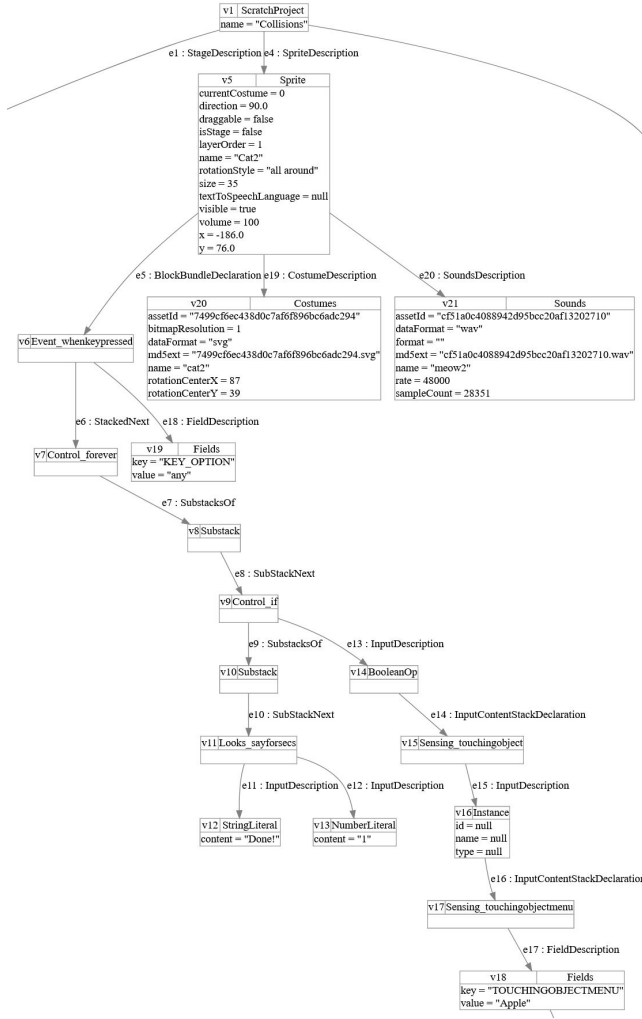 v1 ScratchProject
name = "Collisions"
e1 : StageDescription e4 : SpriteDescription
v5 Sprite
currentCostume = 0
direction = 90.0
draggable = false
isStage = false
layerOrder = 1
name = "Cat2"
rotationStyle = "all around"
size = 35
textToSpeechLanguage = null
visible = true
volume = 100
x = -186.0
y = 76.0
e5 : BlockBundleDeclaration e19 : CostumeDescription
e20 : SoundsDescription
v20 Costumes
assetId = "7499cf6ec438d0c7af6f896bc6adc294"
bitmapResolution = 1
dataFormat = "svg"
md5ext = "7499cf6ec438d0c7af6f896bc6adc294.svg"
name = "cat2"
rotationCenterX = 87
rotationCenterY = 39
v21 Sounds
assetId = "cf51a0c4088942d95bcc20af13202710"
dataFormat = "wav"
format = ""
md5ext = "cf51a0c4088942d95bcc20af13202710.wav"
name = "meow2"
rate = 48000
sampleCount = 28351
v6 Event_whenkeypressed
e6 : StackedNext
e18 : FieldDescription
v7 Control_forever
v19 Fields
key = "KEY_OPTION"
value = "any"
e7 : SubstacksOf
v8 Substack
e8 : SubStackNext
v9 Control_if
e9 : SubstacksOf
e13 : InputDescription
v10 Substack
v14 BooleanOp
e10 : SubStackNext
e14 : InputContentStackDeclaration
v11 Looks_sayforsecs
v15 Sensing_touchingobject
e11 : InputDescription
e12 : InputDescription
e15 : InputDescription
v12 StringLiteral
content = "Done!"
v13 NumberLiteral
content = "1"
v16 Instance
id = null
name = null
type = null
e16 : InputContentStackDeclaration
v17 Sensing_touchingobjectmenu
e17 : FieldDescription
v18 Fields
key = "TOUCHINGOBJECTMENU"
value = "Apple"